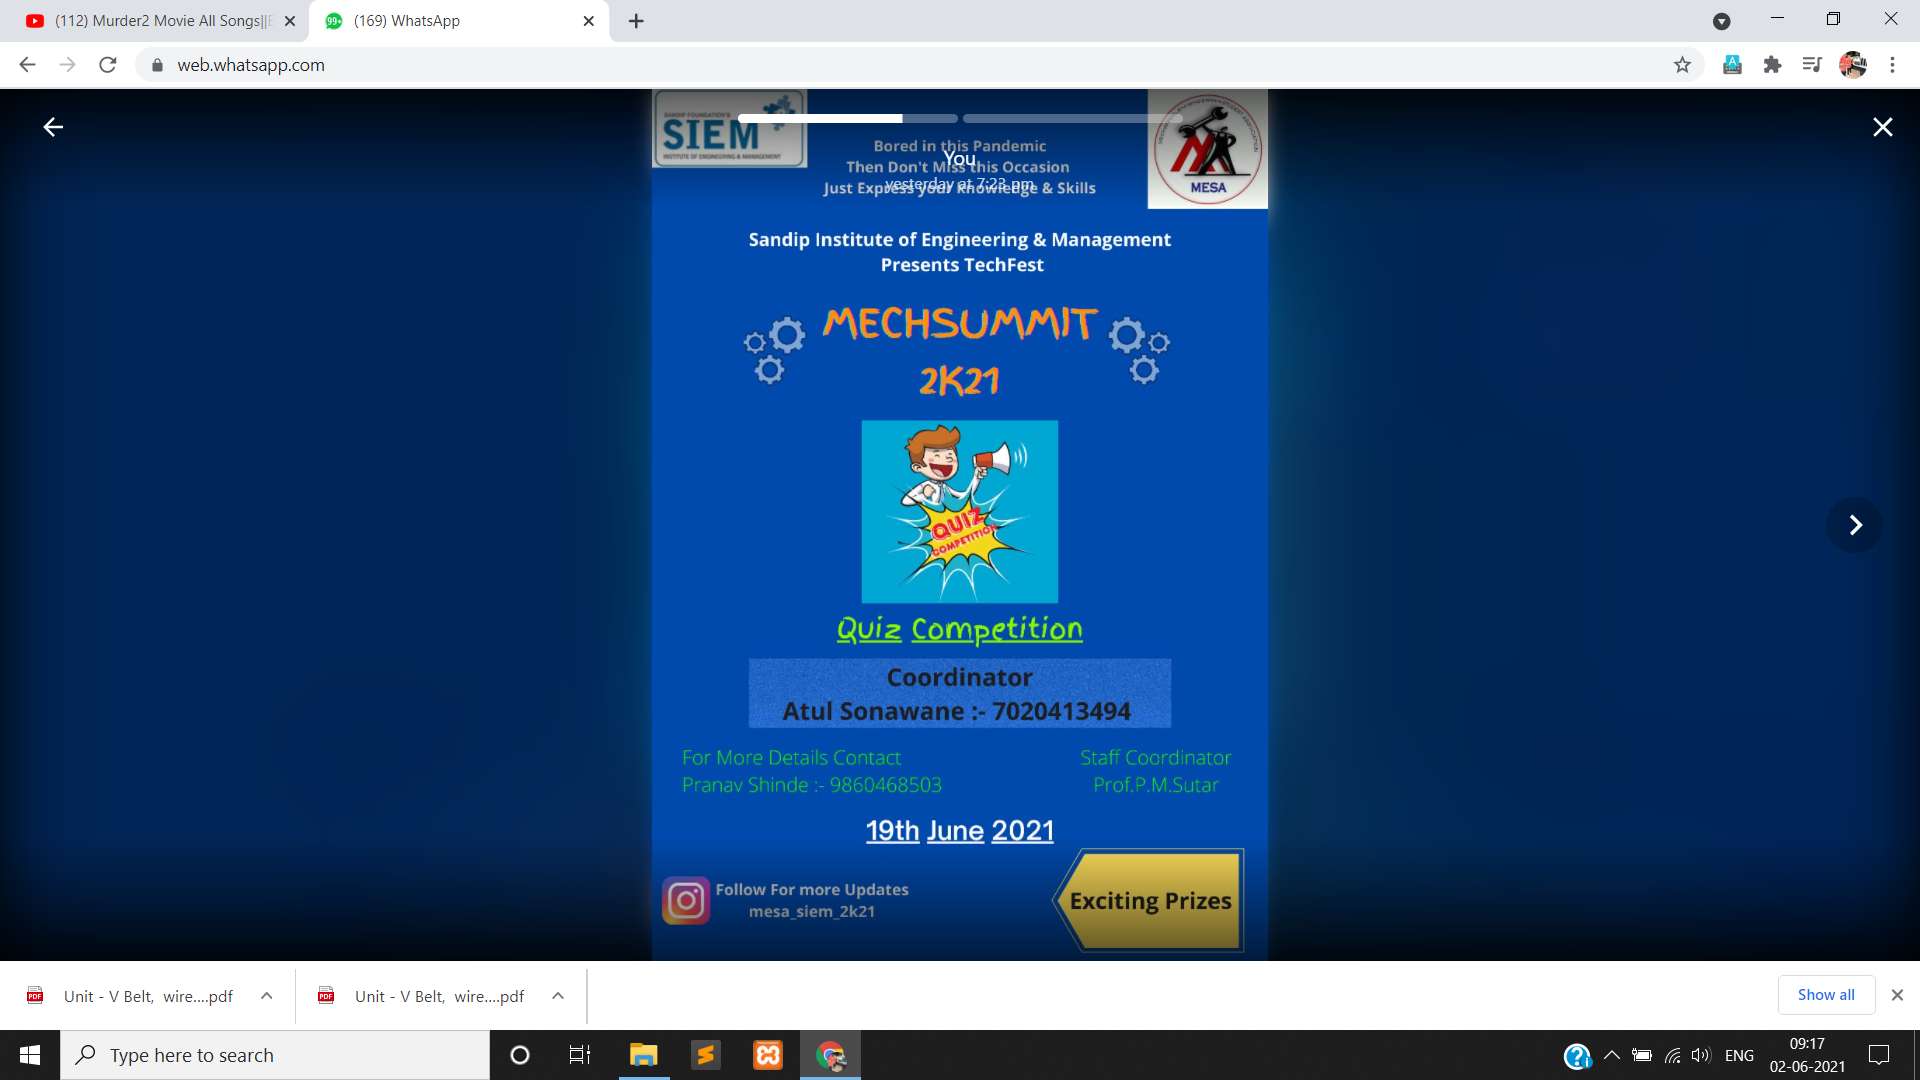 (112) Murder2 Movie All Songs||
(169) WhatsApp
web.whatsapp.com
SANDIP FOUNDATION'S
SIEM
INSTITUTE OF ENGINEERING & MANAGEMENT
Bored in this Pandemic
You
Then Don't Miss this Occasion
yesterday at 7:23 pm
Just Express your Knowledge & Skills
MESA
Sandip Institute of Engineering & Management
Presents TechFest
MECHSUMMIT
2K21
QUIZ
COMPETITION
Quiz Competition
Coordinator
Atul Sonawane :- 7020413494
For More Details Contact
Pranav Shinde :- 9860468503
Staff Coordinator
Prof.P.M.Sutar
19th June 2021
Follow For more Updates
mesa_siem_2k21
Exciting Prizes
Unit - V Belt, wire....pdf
Unit - V Belt, wire....pdf
Show all
Type here to search
ENG
09:17
02-06-2021